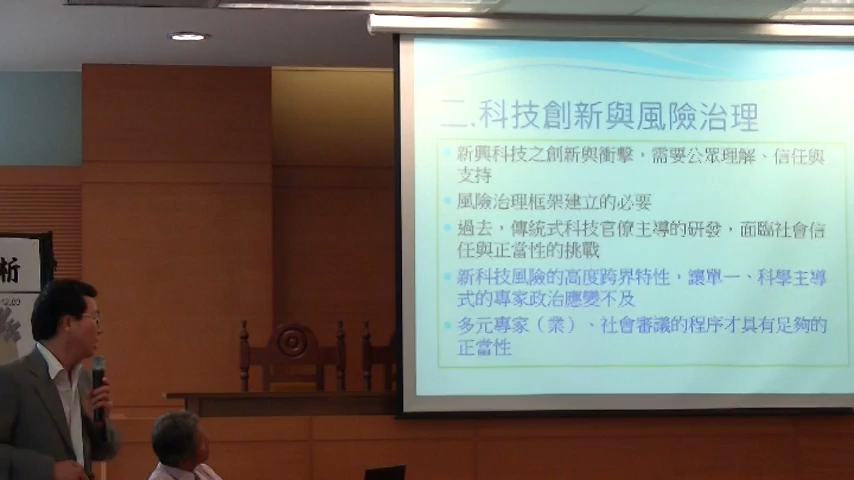 二.科技創新與風險治理
新興科技之創新與衝擊，需要公眾理解、信任與
支持
風險治理框架建立的必要
過去，傳統式科技官僚主導的研發，面臨社會信
任與正當性的挑戰
新科技風險的高度跨界特性，讓單一、科學主導
式的專家政治應變不及
多元專家（業）、社會審議的程序才具有足夠的
正當性
析